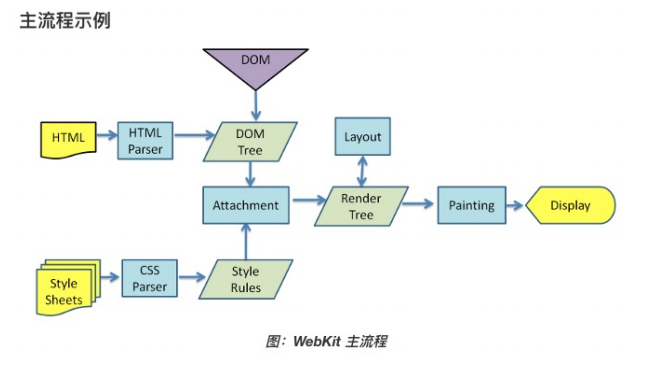 主流程示例
DOM
HTML
HTML
Parser
DOM
Tree
Layout
Attachment
Render
Tree
Painting
Display
Style
Sheets
CSS
Parser
Style
Rules
图：WebKit 主流程